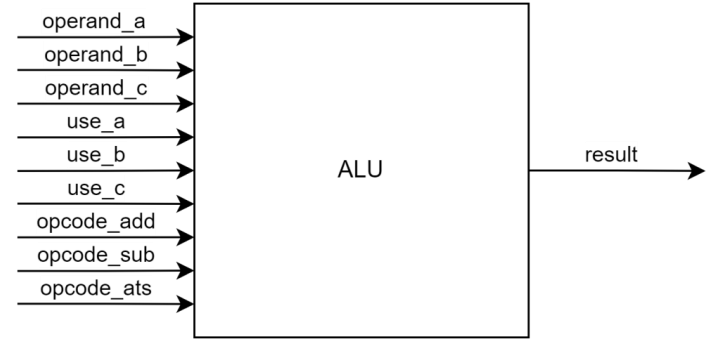 operand_a
operand_b
operand_c
use_a
use_b
use_c
opcode_add
opcode_sub
opcode_ats
ALU
result